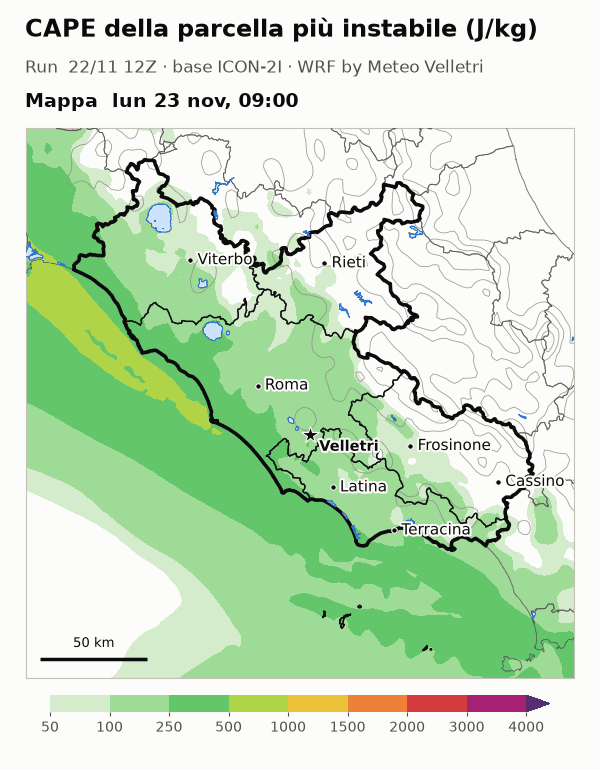 CAPE della parcella più instabile (J/kg)
Run  22/11 12Z · base ICON-2I · WRF by Meteo Velletri
Mappa  lun 23 nov, 09:00
Viterbo
Rieti
Roma
Velletri
Frosinone
Cassino
Latina
Terracina
50 km
50 100 250 500 1000 1500 2000 3000 4000